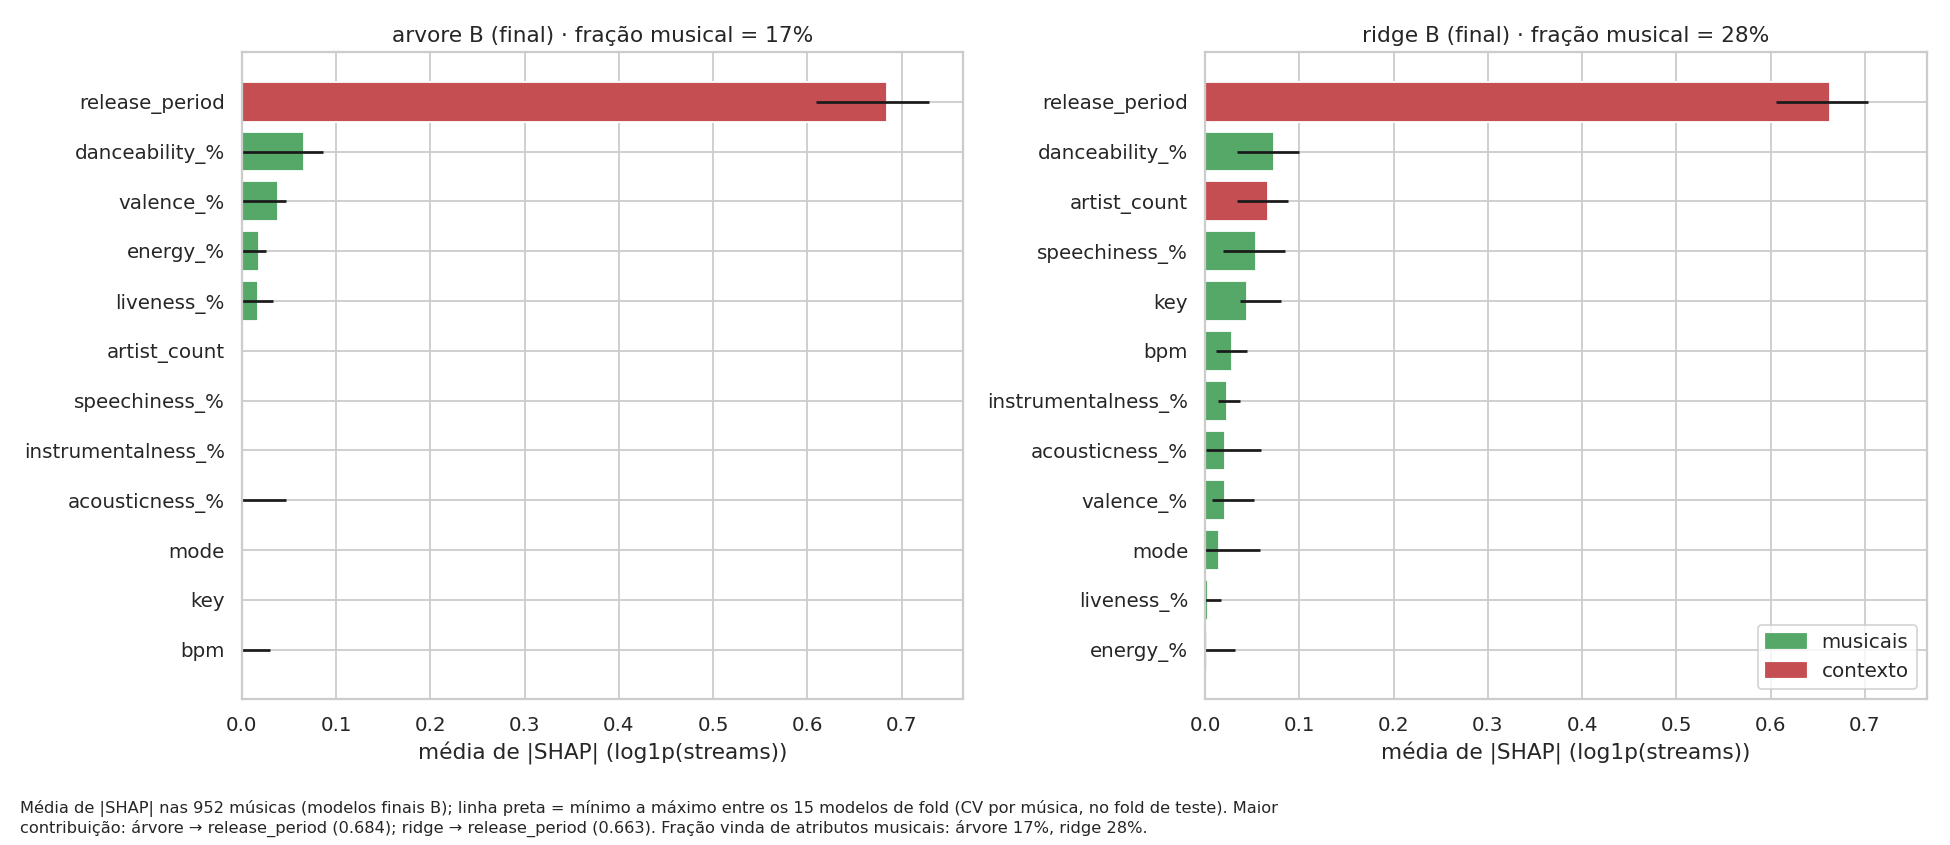 arvore B (final) · fração musical = 17%
release_period
danceability_%
valence_%
energy_%
liveness_%
artist_count
speechiness_%
instrumentalness_%
acousticness_%
mode
key
bpm
0.0 0.1 0.2 0.3 0.4 0.5 0.6 0.7
média de |SHAP| (log1p(streams))
ridge B (final) · fração musical = 28%
release_period
danceability_%
artist_count
speechiness_%
key
bpm
instrumentalness_%
acousticness_%
valence_%
mode
liveness_%
energy_%
musicais
contexto
0.0 0.1 0.2 0.3 0.4 0.5 0.6 0.7
média de |SHAP| (log1p(streams))
Média de |SHAP| nas 952 músicas (modelos finais B); linha preta = mínimo a máximo entre os 15 modelos de fold (CV por música, no fold de teste). Maior
contribuição: árvore → release_period (0.684); ridge → release_period (0.663). Fração vinda de atributos musicais: árvore 17%, ridge 28%.